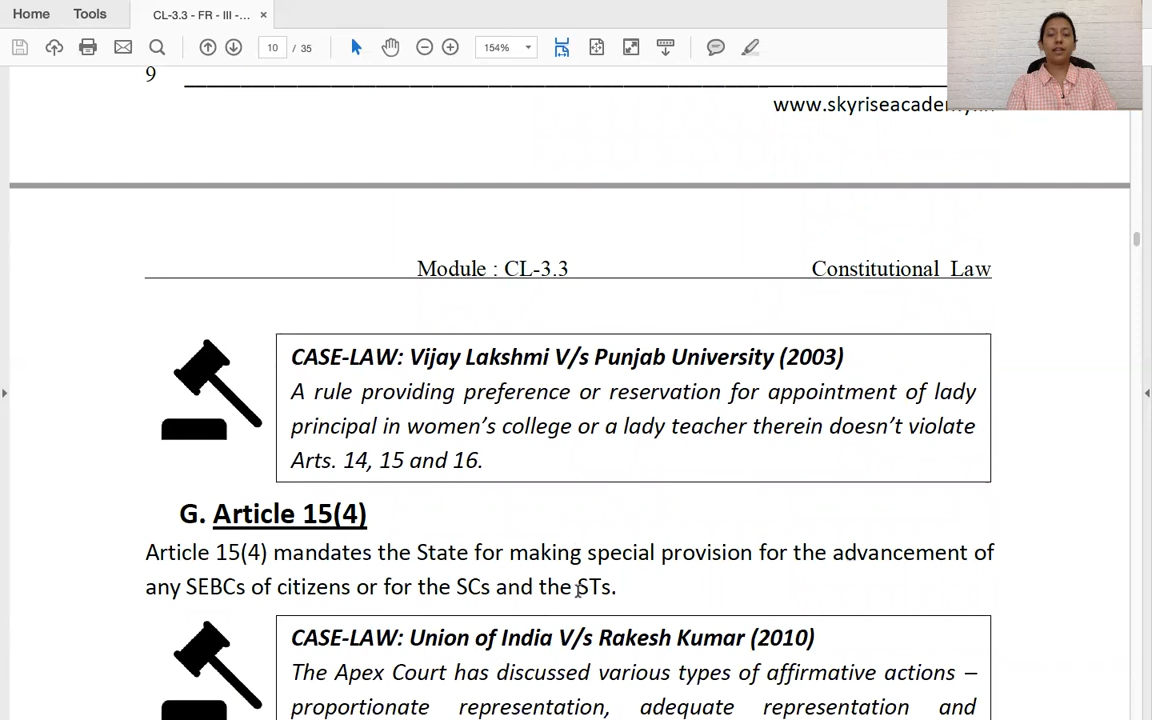 Home Tools CL-3.3 - FR - III -... ×
10 / 35 154%
9
www.skyriseacademy.
Module : CL-3.3 Constitutional Law
CASE-LAW: Vijay Lakshmi V/s Punjab University (2003)
A rule providing preference or reservation for appointment of lady
principal in women's college or a lady teacher therein doesn't violate
Arts. 14, 15 and 16.
G. Article 15(4)
Article 15(4) mandates the State for making special provision for the advancement of
any SEBCs of citizens or for the SCs and the STs.
CASE-LAW: Union of India V/s Rakesh Kumar (2010)
The Apex Court has discussed various types of affirmative actions –
proportionate representation, adequate representation and